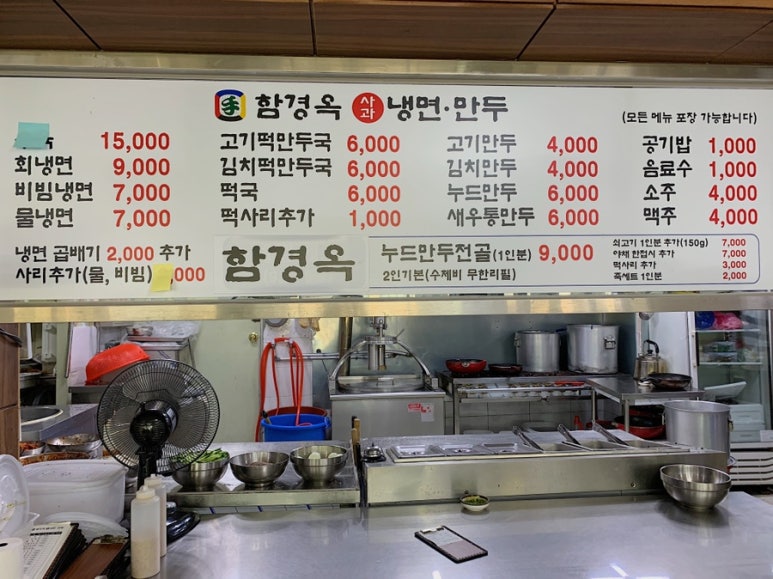 함경옥 사과 냉면·만두
(모든 메뉴 포장 가능합니다)
15,000
회냉면 9,000
비빔냉면 7,000
물냉면 7,000
냉면 곱배기 2,000 추가
사리추가(물, 비빔) ,000
고기떡만두국 6,000
김치떡만두국 6,000
떡국 6,000
떡사리추가 1,000
고기만두 4,000
김치만두 4,000
누드만두 6,000
새우통만두 6,000
공기밥 1,000
음료수 1,000
소주 4,000
맥주 4,000
함경옥
누드만두전골(1인분) 9,000
2인기본(수제비 무한리필)
쇠고기 1인분 추가(150g) 7,000
야채 한접시 추가 7,000
떡사리 추가 3,000
죽세트 1인분 2,000